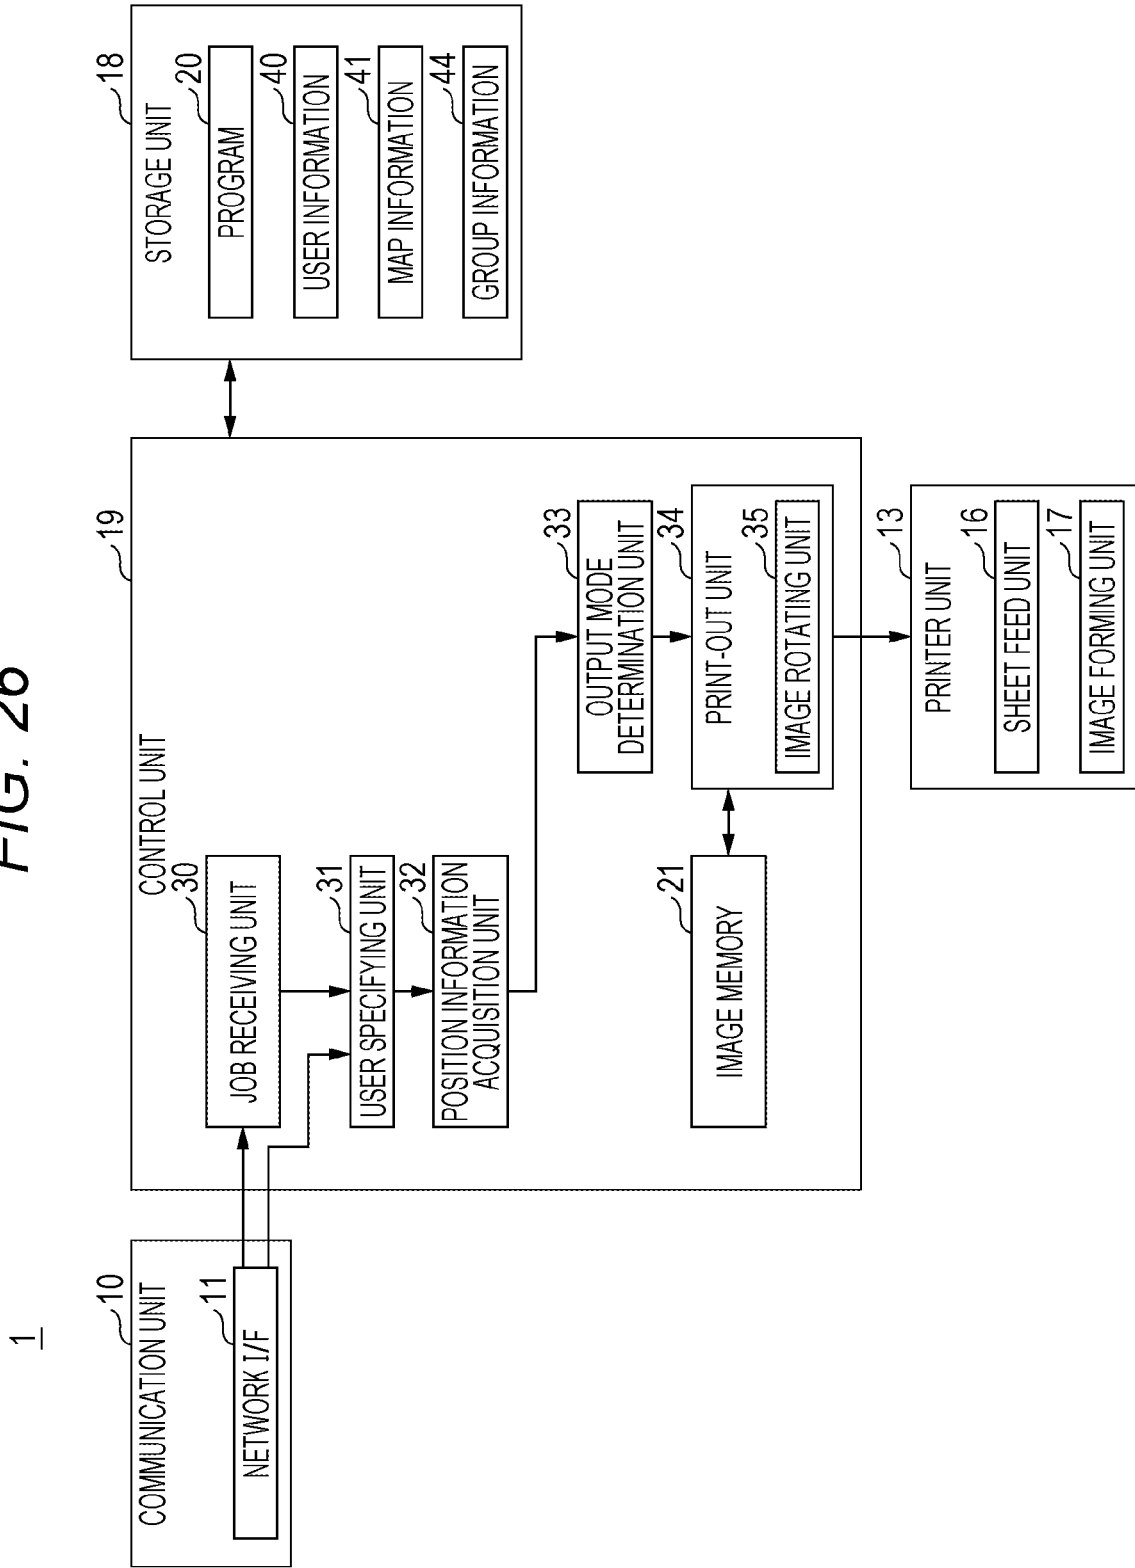 FIG. 26
1
10
COMMUNICATION UNIT
11
NETWORK I/F
19
CONTROL UNIT
30
JOB RECEIVING UNIT
31
USER SPECIFYING UNIT
32
POSITION INFORMATION
ACQUISITION UNIT
33
OUTPUT MODE
DETERMINATION UNIT
21
IMAGE MEMORY
34
PRINT-OUT UNIT
35
IMAGE ROTATING UNIT
13
PRINTER UNIT
16
SHEET FEED UNIT
17
IMAGE FORMING UNIT
18
STORAGE UNIT
20
PROGRAM
40
USER INFORMATION
41
MAP INFORMATION
44
GROUP INFORMATION